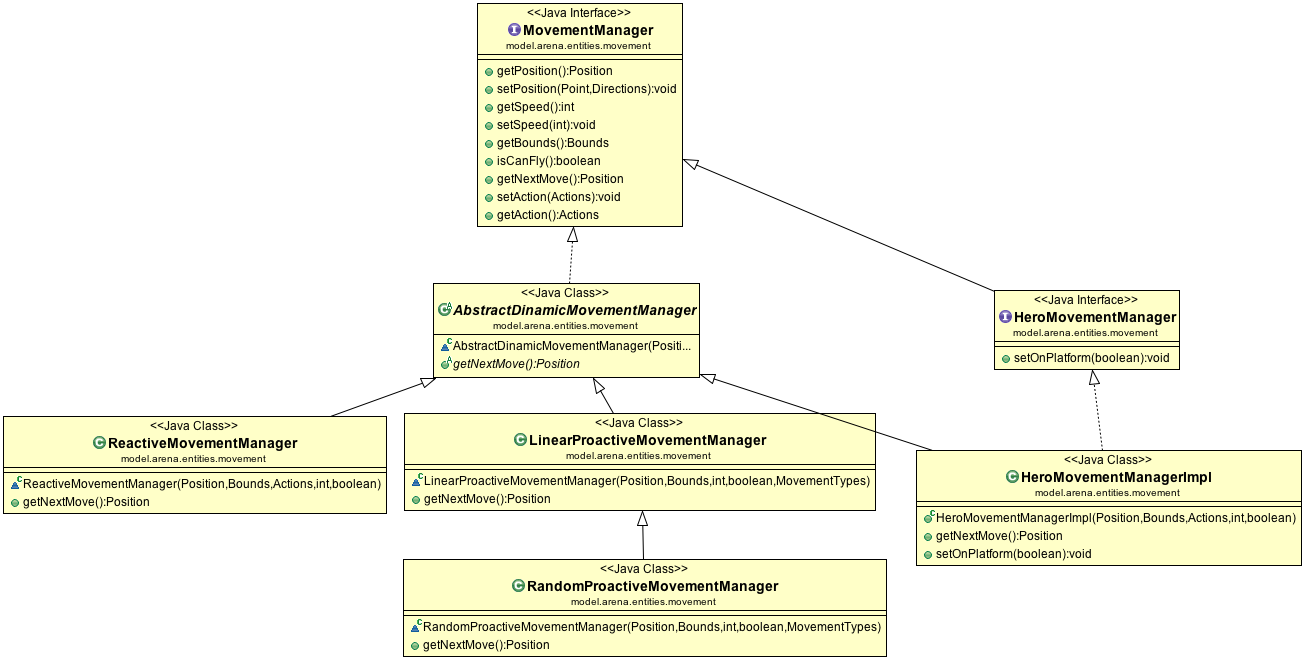 <<Java Interface>>
MovementManager
model.arena.entities.movement
getPosition():Position
setPosition(Point,Directions):void
getSpeed():int
setSpeed(int):void
getBounds():Bounds
isCanFly():boolean
getNextMove():Position
setAction(Actions):void
getAction():Actions
<<Java Class>>
AbstractDinamicMovementManager
model.arena.entities.movement
AbstractDinamicMovementManager(Positi...
getNextMove():Position
<<Java Interface>>
HeroMovementManager
model.arena.entities.movement
setOnPlatform(boolean):void
<<Java Class>>
ReactiveMovementManager
model.arena.entities.movement
ReactiveMovementManager(Position,Bounds,Actions,int,boolean)
getNextMove():Position
<<Java Class>>
LinearProactiveMovementManager
model.arena.entities.movement
LinearProactiveMovementManager(Position,Bounds,int,boolean,MovementTypes)
getNextMove():Position
<<Java Class>>
HeroMovementManagerImpl
model.arena.entities.movement
HeroMovementManagerImpl(Position,Bounds,Actions,int,boolean)
getNextMove():Position
setOnPlatform(boolean):void
<<Java Class>>
RandomProactiveMovementManager
model.arena.entities.movement
RandomProactiveMovementManager(Position,Bounds,int,boolean,MovementTypes)
getNextMove():Position